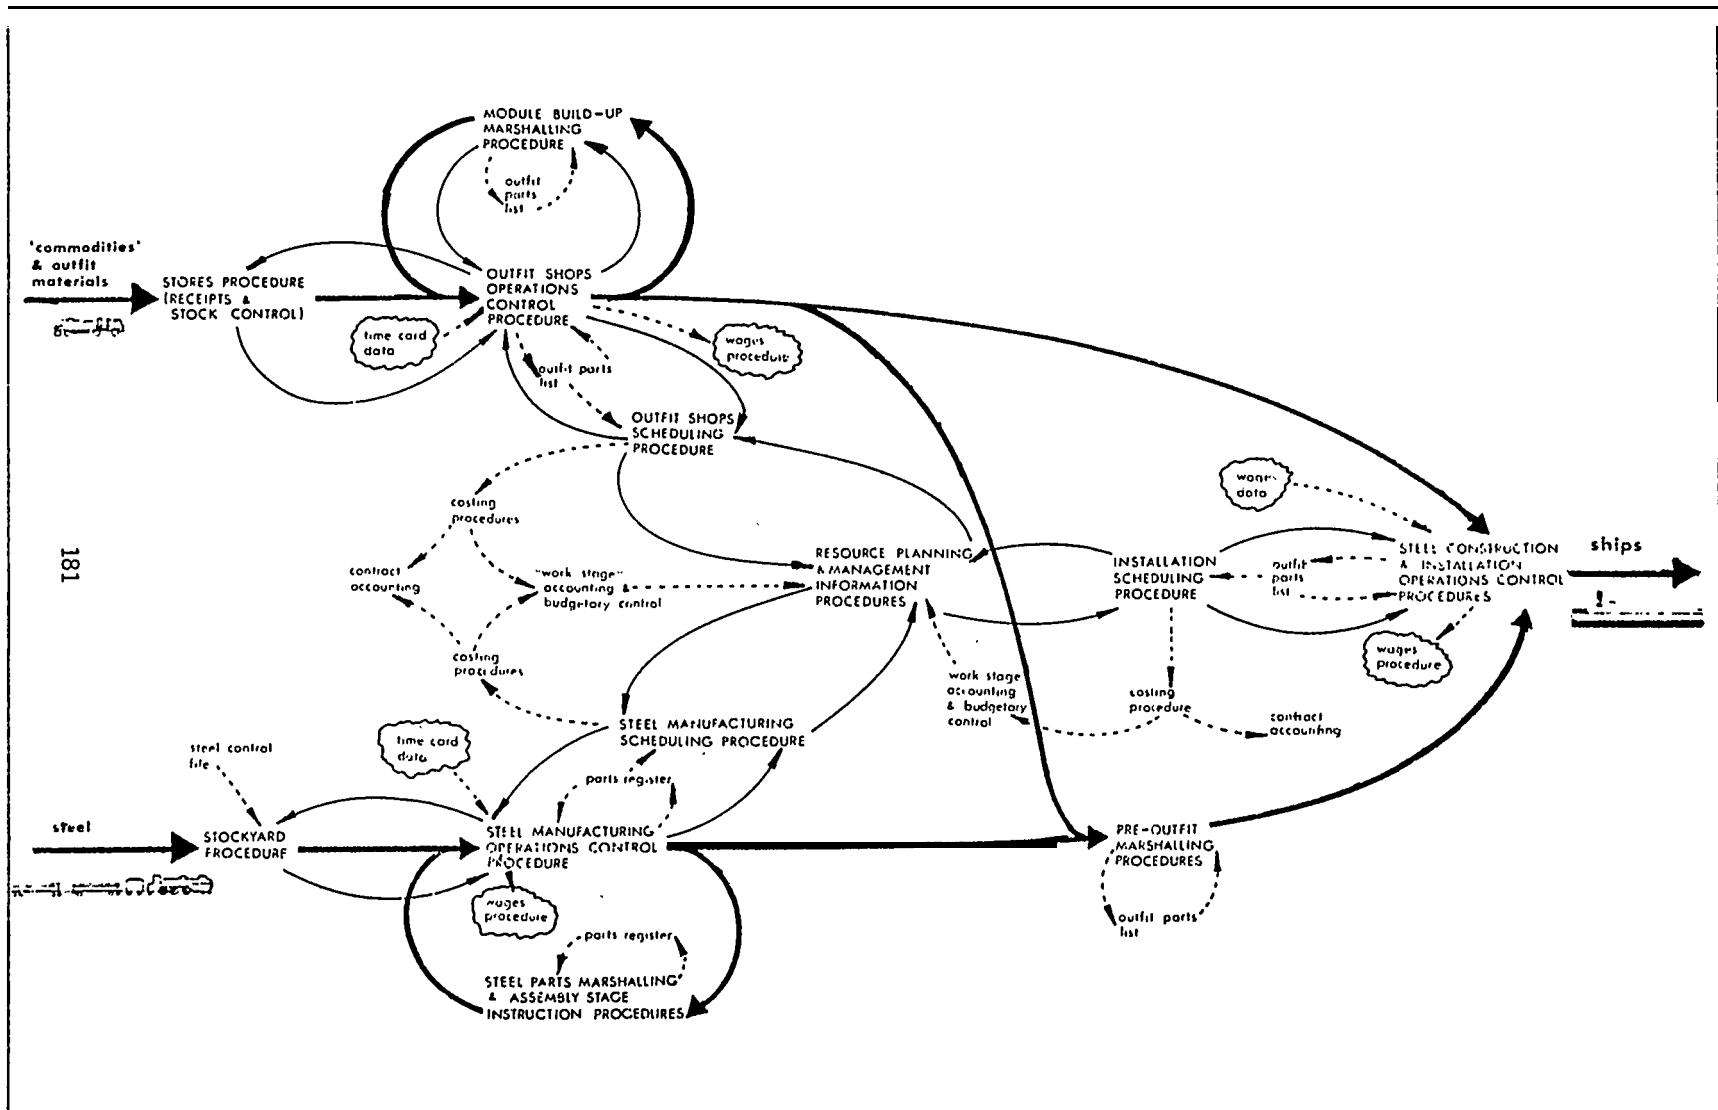 MODULE BUILD-UP
MARSHALLING
PROCEDURE
outfit
parts
list
'commodities'
& outfit
materials
STORES PROCEDURE
(RECEIPTS &
STOCK CONTROL)
OUTFIT SHOPS
OPERATIONS
CONTROL
PROCEDURE
time card
data
wages
procedure
outfit parts
list
OUTFIT SHOPS
SCHEDULING
PROCEDURE
costing
procedures
contract
accounting
"work stage"
accounting &
budgetary control
costing
procedures
RESOURCE PLANNING
& MANAGEMENT
INFORMATION
PROCEDURES
INSTALLATION
SCHEDULING
PROCEDURE
wages
data
outfit
parts
list
STEEL CONSTRUCTION
& INSTALLATION
OPERATIONS CONTROL
PROCEDURES
ships
wages
procedure
work stage
accounting
& budgetary
control
costing
procedure
contract
accounting
181
STEEL MANUFACTURING
SCHEDULING PROCEDURE
time card
data
steel control
file
parts register
steel
STOCKYARD
PROCEDURE
STEEL MANUFACTURING
OPERATIONS CONTROL
PROCEDURE
wages
procedure
parts register
STEEL PARTS MARSHALLING
& ASSEMBLY STAGE
INSTRUCTION PROCEDURES
PRE-OUTFIT
MARSHALLING
PROCEDURES
outfit parts
list